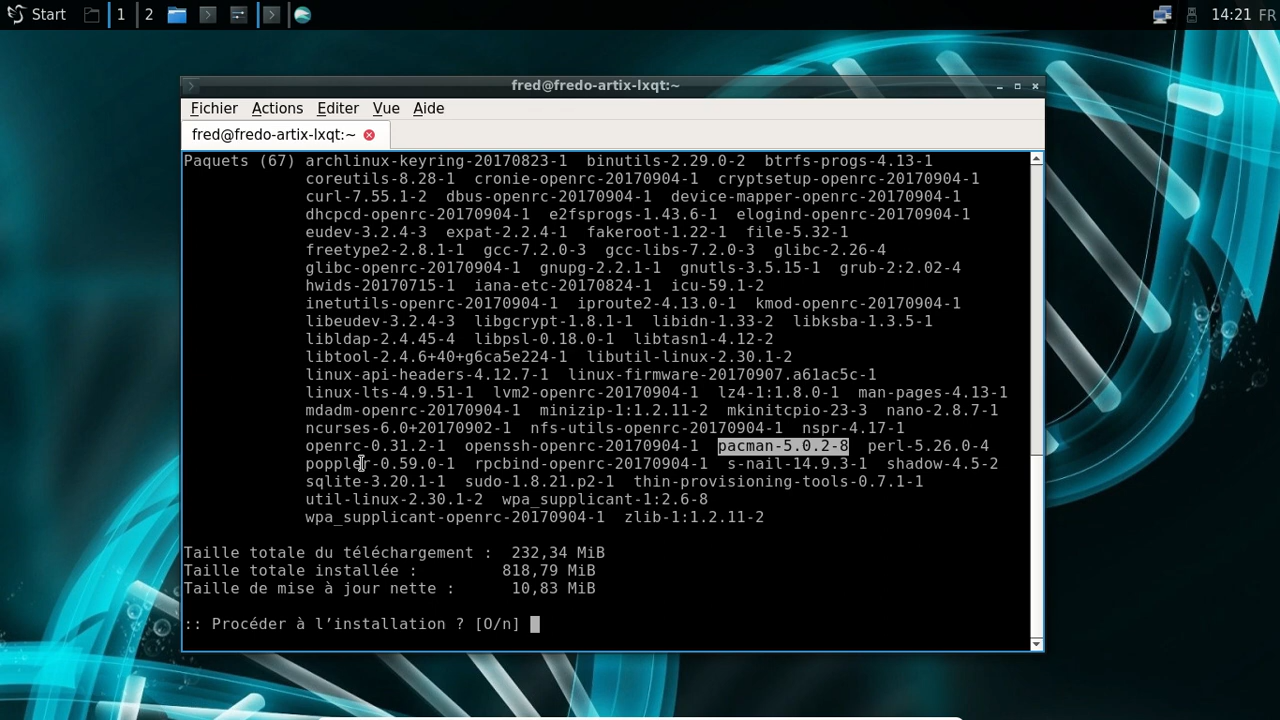 Start 1 2 14:21 FR
fred@fredo-artix-lxqt:~
Fichier Actions Editer Vue Aide
fred@fredo-artix-lxqt:~
Paquets (67) archlinux-keyring-20170823-1 binutils-2.29.0-2 btrfs-progs-4.13-1
coreutils-8.28-1 cronie-openrc-20170904-1 cryptsetup-openrc-20170904-1
curl-7.55.1-2 dbus-openrc-20170904-1 device-mapper-openrc-20170904-1
dhcpcd-openrc-20170904-1 e2fsprogs-1.43.6-1 elogind-openrc-20170904-1
eudev-3.2.4-3 expat-2.2.4-1 fakeroot-1.22-1 file-5.32-1
freetype2-2.8.1-1 gcc-7.2.0-3 gcc-libs-7.2.0-3 glibc-2.26-4
glibc-openrc-20170904-1 gnupg-2.2.1-1 gnutls-3.5.15-1 grub-2:2.02-4
hwids-20170715-1 iana-etc-20170824-1 icu-59.1-2
inetutils-openrc-20170904-1 iproute2-4.13.0-1 kmod-openrc-20170904-1
libeudev-3.2.4-3 libgcrypt-1.8.1-1 libidn-1.33-2 libksba-1.3.5-1
libldap-2.4.45-4 libpsl-0.18.0-1 libtasn1-4.12-2
libtool-2.4.6+40+g6ca5e224-1 libutil-linux-2.30.1-2
linux-api-headers-4.12.7-1 linux-firmware-20170907.a61ac5c-1
linux-lts-4.9.51-1 lvm2-openrc-20170904-1 lz4-1:1.8.0-1 man-pages-4.13-1
mdadm-openrc-20170904-1 minizip-1:1.2.11-2 mkinitcpio-23-3 nano-2.8.7-1
ncurses-6.0+20170902-1 nfs-utils-openrc-20170904-1 nspr-4.17-1
openrc-0.31.2-1 openssh-openrc-20170904-1 pacman-5.0.2-8 perl-5.26.0-4
poppler-0.59.0-1 rpcbind-openrc-20170904-1 s-nail-14.9.3-1 shadow-4.5-2
sqlite-3.20.1-1 sudo-1.8.21.p2-1 thin-provisioning-tools-0.7.1-1
util-linux-2.30.1-2 wpa_supplicant-1:2.6-8
wpa_supplicant-openrc-20170904-1 zlib-1:1.2.11-2
Taille totale du téléchargement : 232,34 MiB
Taille totale installée : 818,79 MiB
Taille de mise à jour nette : 10,83 MiB
:: Procéder à l’installation ? [O/n]